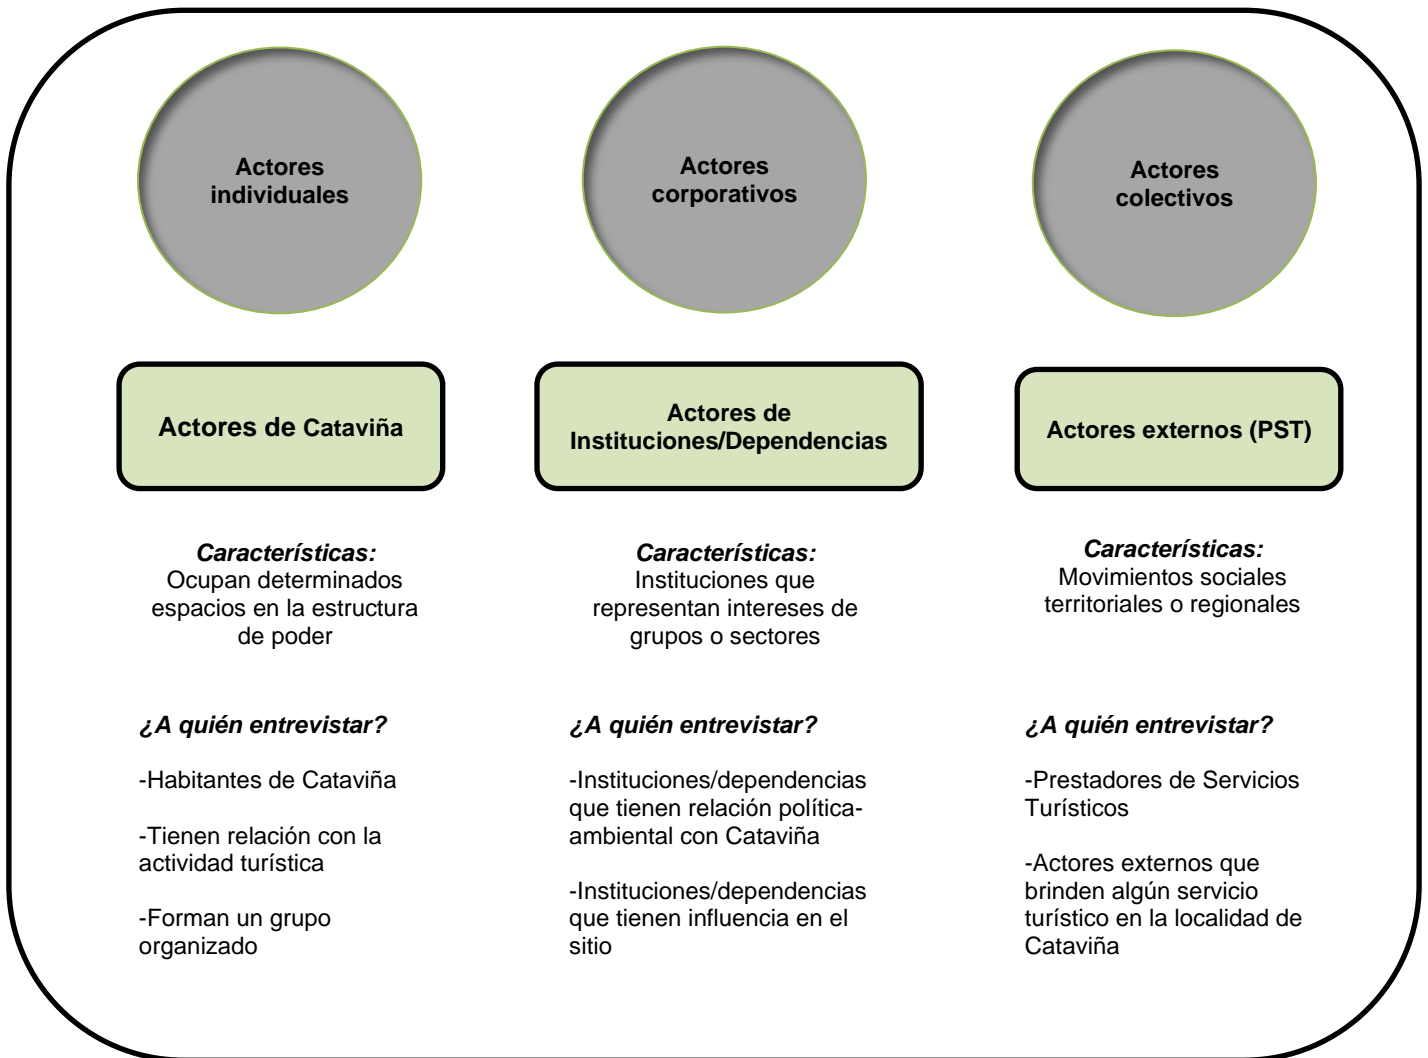 Actores
individuales
Actores
corporativos
Actores
colectivos
Actores de Cataviña
Actores de
Instituciones/Dependencias
Actores externos (PST)
Características:
Ocupan determinados
espacios en la estructura
de poder
Características:
Instituciones que
representan intereses de
grupos o sectores
Características:
Movimientos sociales
territoriales o regionales
¿A quién entrevistar?
-Habitantes de Cataviña
-Tienen relación con la
actividad turística
-Forman un grupo
organizado
¿A quién entrevistar?
-Instituciones/dependencias
que tienen relación política-
ambiental con Cataviña
-Instituciones/dependencias
que tienen influencia en el
sitio
¿A quién entrevistar?
-Prestadores de Servicios
Turísticos
-Actores externos que
brinden algún servicio
turístico en la localidad de
Cataviña